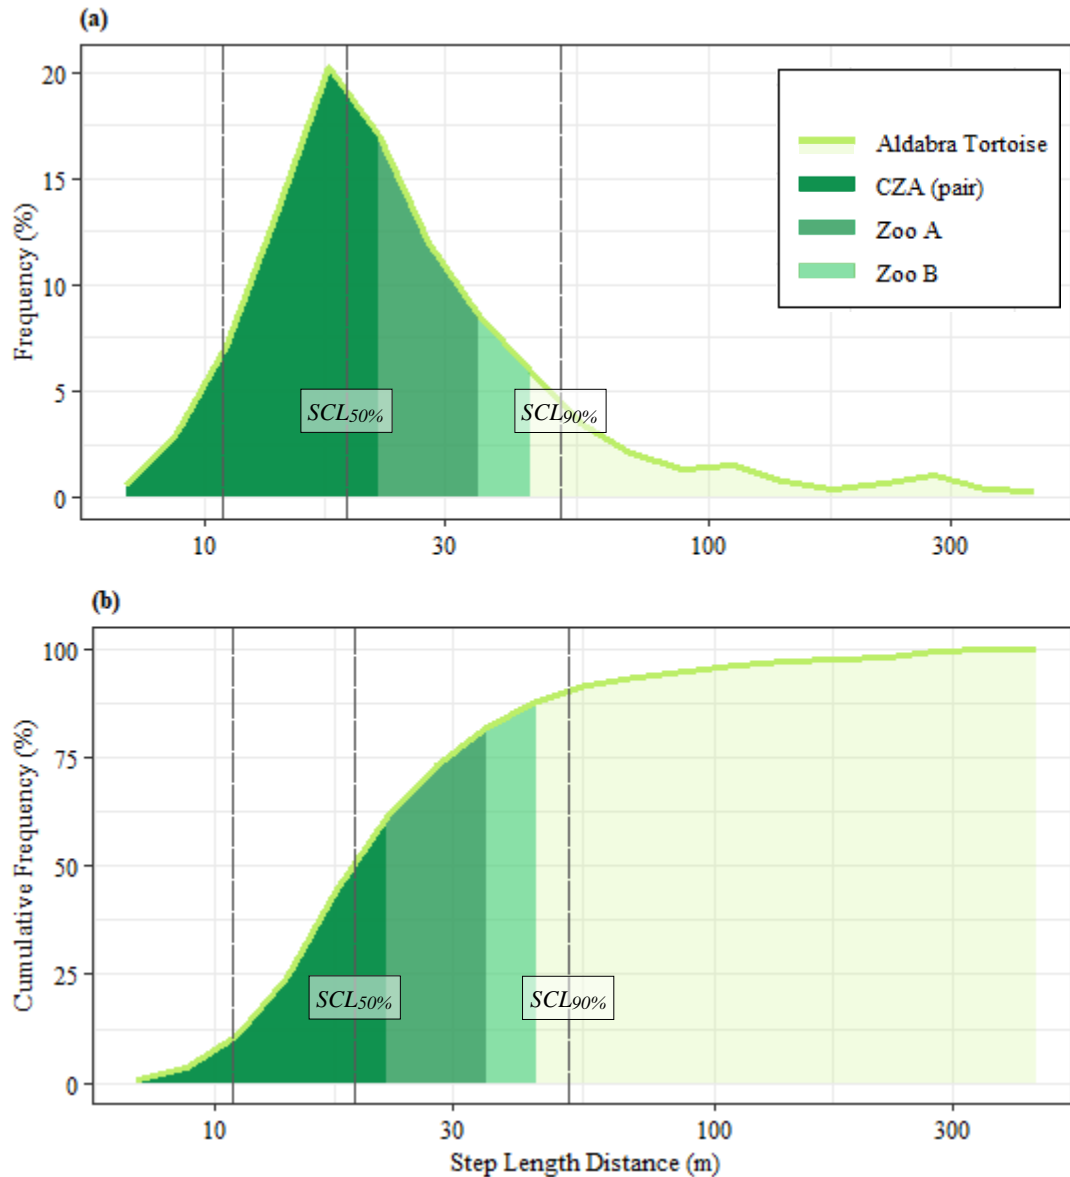 (a)
20
15
10
5
0
Frequency (%)
Aldabra Tortoise
CZA (pair)
Zoo A
Zoo B
SCL50%
SCL90%
10 30 100 300
(b)
100
75
50
25
0
Cumulative Frequency (%)
SCL50%
SCL90%
10 30 100 300
Step Length Distance (m)